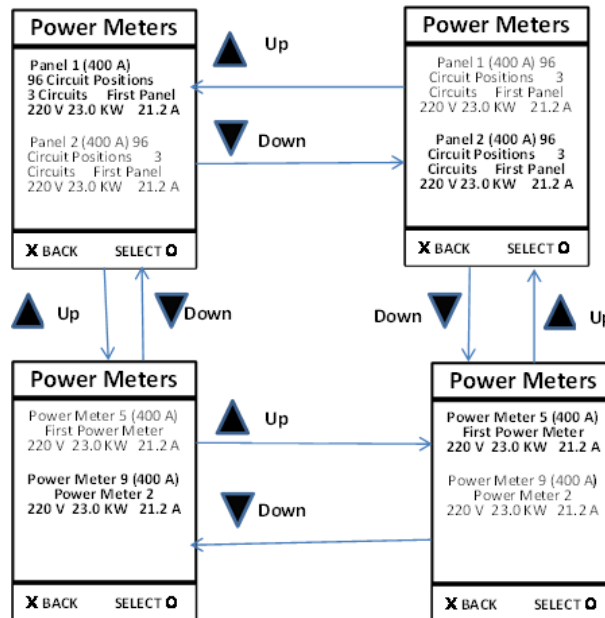 Power Meters
Panel 1 (400 A)
96 Circuit Positions
3 Circuits First Panel
220 V 23.0 KW 21.2 A
Panel 2 (400 A) 96
Circuit Positions 3
Circuits First Panel
220 V 23.0 KW 21.2 A
X BACK SELECT O
Up
Down
Power Meters
Panel 1 (400 A) 96
Circuit Positions 3
Circuits First Panel
220 V 23.0 KW 21.2 A
Panel 2 (400 A) 96
Circuit Positions 3
Circuits First Panel
220 V 23.0 KW 21.2 A
X BACK SELECT O
Up
Down
Down
Up
Power Meters
Power Meter 5 (400 A)
First Power Meter
220 V 23.0 KW 21.2 A
Power Meter 9 (400 A)
Power Meter 2
220 V 23.0 KW 21.2 A
X BACK SELECT O
Up
Down
Power Meters
Power Meter 5 (400 A)
First Power Meter
220 V 23.0 KW 21.2 A
Power Meter 9 (400 A)
Power Meter 2
220 V 23.0 KW 21.2 A
X BACK SELECT O